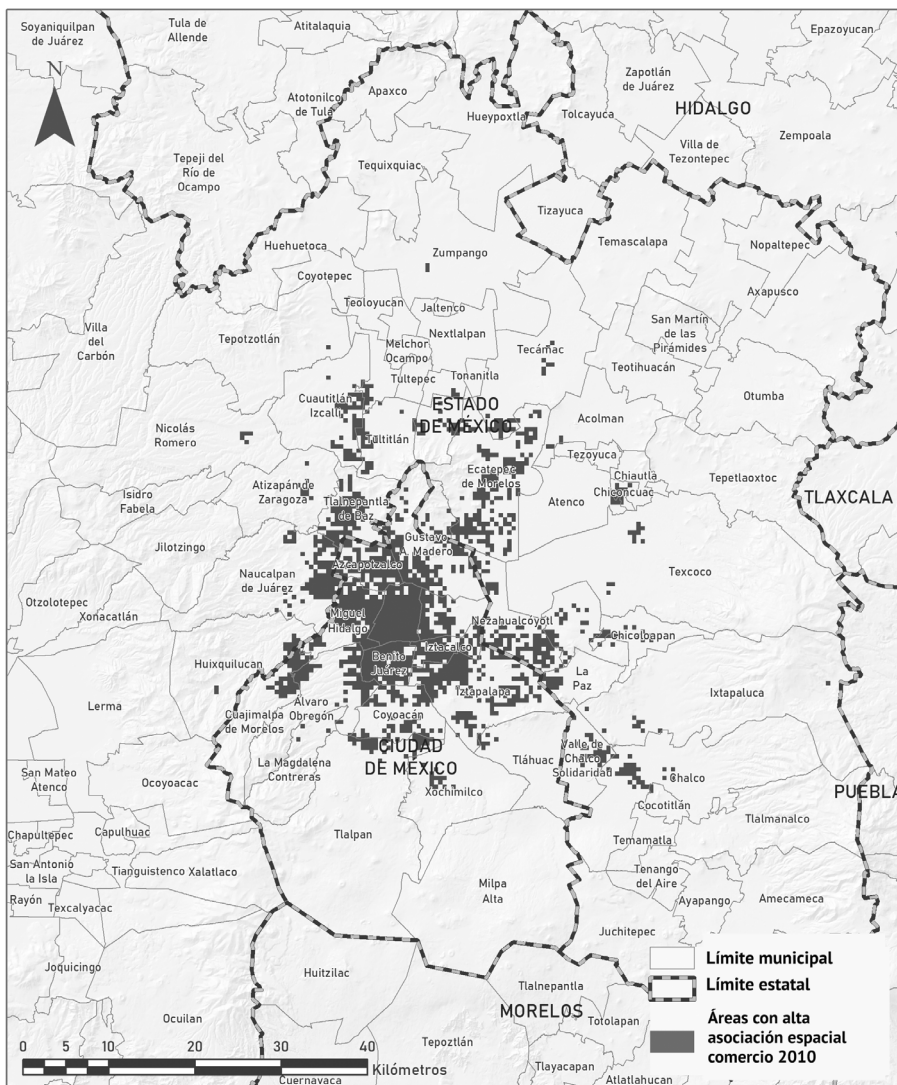 Soyaniquilpan
de Juárez
Tula de
Allende
Atitalaquia
Epazoyucan
N
Apaxco
Zapotlán
de Juárez
Atotonilco
de Tula
HIDALGO
Hueypoxtla
Tolcayuca
Zempoala
Villa de
Tezontepec
Tepeji del
Río de
Ocampo
Tequixquiac
Tizayuca
Huehuetoca
Zumpango
Temascalapa
Nopaltepec
Coyotepec
Axapusco
Teoloyucan
Jaltenco
Villa
del
Carbón
Tepotzotlán
Nextlalpan
San Martín
de las
Pirámides
Melchor
Ocampo
Tecámac
Teotihuacán
Tultepec
Tonanitla
Otumba
Cuautitlán
Izcalli
ESTADO
DE MÉXICO
Acolman
Nicolás
Romero
Tultitlán
Tezoyuca
Ecatepec
de Morelos
Chiautla
Tepetlaoxtoc
Atizapán de
Zaragoza
Chiconcuac
TLAXCALA
Isidro
Fabela
Tlalnepantla
de Baz
Atenco
Jilotzingo
Gustavo
A. Madero
Azcapotzalco
Texcoco
Naucalpan
de Juárez
Otzolotepec
Xonacatlán
Miguel
Hidalgo
Nezahualcóyotl
Chicoloapan
Iztacalco
Huixquilucan
Benito
Juárez
La
Paz
Iztapalapa
Ixtapaluca
Lerma
Álvaro
Obregón
Cuajimalpa
de Morelos
Coyoacán
CIUDAD
DE MÉXICO
La Magdalena
Contreras
Tláhuac
Valle de
Chalco
Solidaridad
San Mateo
Atenco
Ocoyoacac
Chalco
Xochimilco
PUEBLA
Cocotitlán
Tlalmanalco
Chapultepec
Capulhuac
Tlalpan
Temamatla
San Antonio
la Isla
Tianguistenco
Xalatlaco
Tenango
del Aire
Rayón
Texcalyacac
Milpa
Alta
Ayapango
Amecameca
Juchitepec
Joquicingo
Huitzilac
Tlalnepantla
MORELOS
Totolapan
Ocuilan
Tepoztlán
Tlayacapan
Atlatlahucan
Cuernavaca
Límite municipal
Límite estatal
Áreas con alta
asociación espacial
comercio 2010
0 5 10 20 30 40
Kilómetros